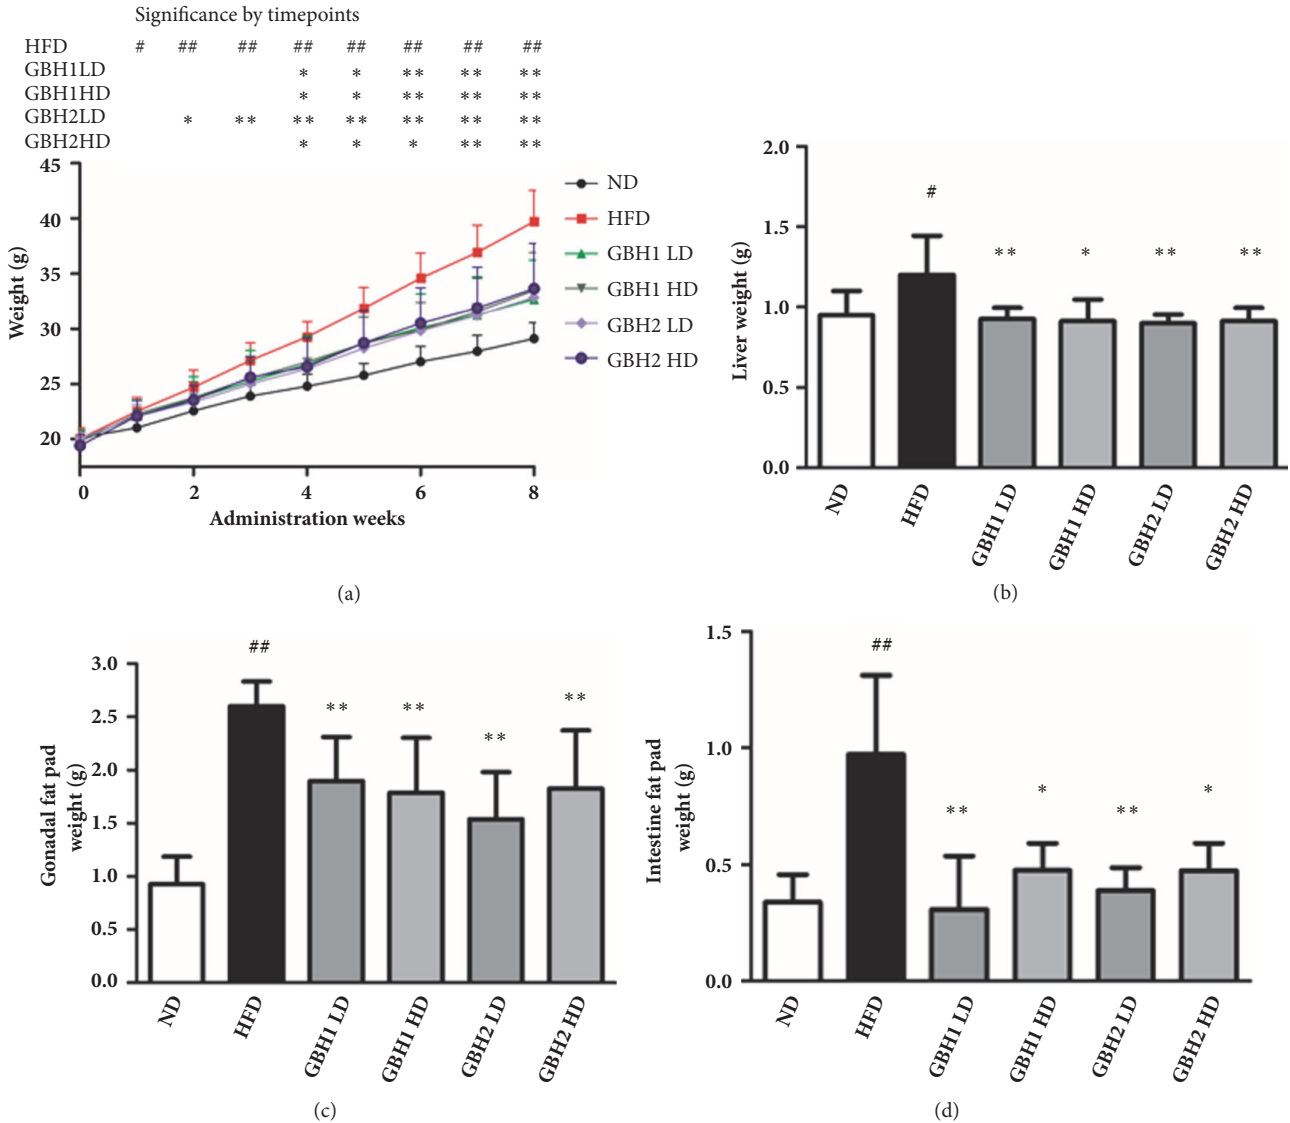 Significance by timepoints
HFD # ## ## ## ## ## ## ##
GBH1LD * * ** ** **
GBH1HD * * ** ** **
GBH2LD * ** ** ** ** ** **
GBH2HD * * * ** **
45
40
35
30
25
20
Weight (g)
0 2 4 6 8
Administration weeks
ND
HFD
GBH1 LD
GBH1 HD
GBH2 LD
GBH2 HD
(a)
2.0
1.5
1.0
0.5
0.0
Liver weight (g)
# ** * ** **
ND HFD GBH1 LD GBH1 HD GBH2 LD GBH2 HD
(b)
3.0
2.5
2.0
1.5
1.0
0.5
0.0
Gonadal fat pad
weight (g)
## ** ** ** **
ND HFD GBH1 LD GBH1 HD GBH2 LD GBH2 HD
(c)
1.5
1.0
0.5
0.0
Intestine fat pad
weight (g)
## ** * ** *
ND HFD GBH1 LD GBH1 HD GBH2 LD GBH2 HD
(d)